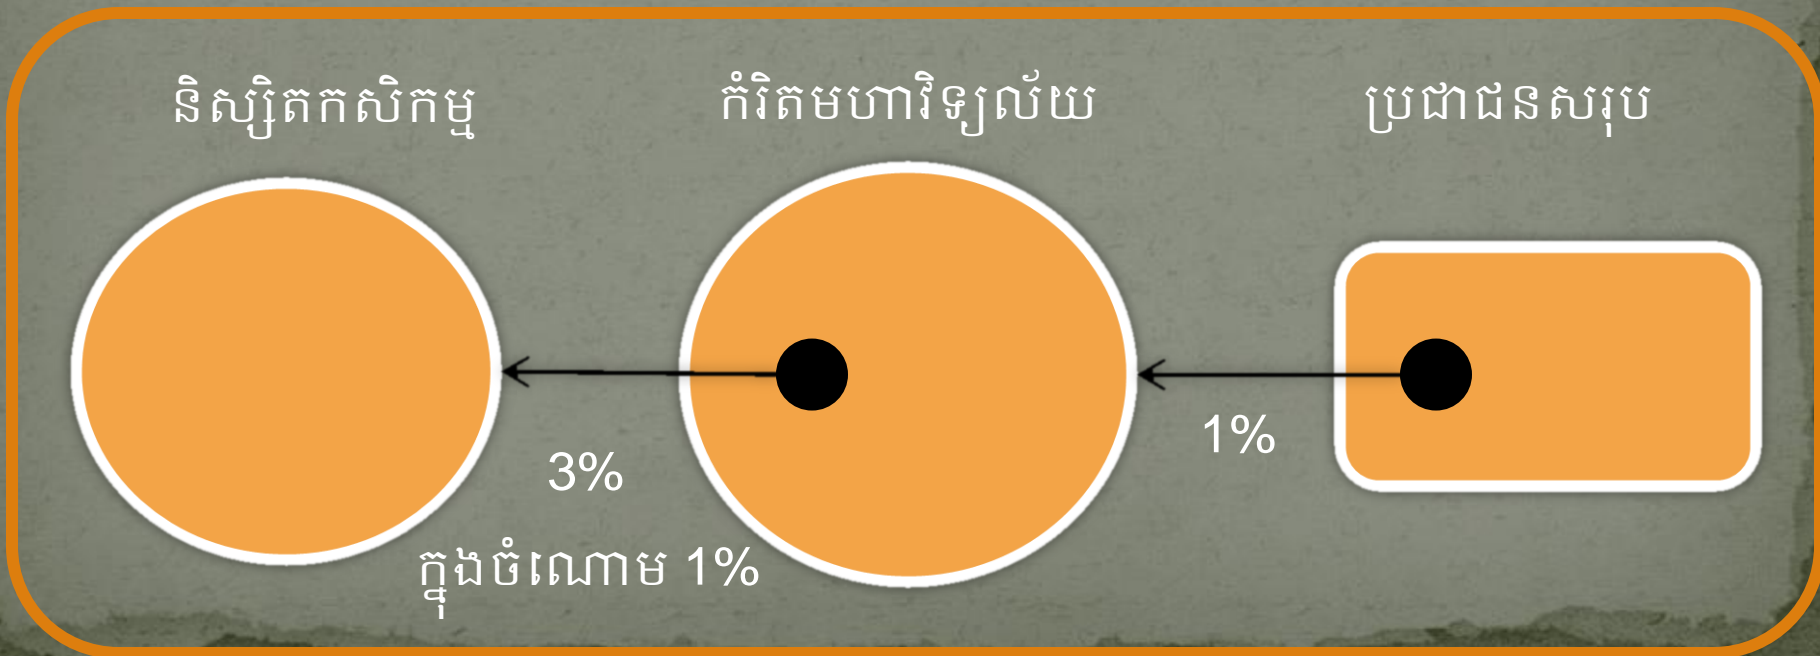 និស្សិតកសិកម្ម
កំរិតមហាវិទ្យល័យ
ប្រជាជនសរុប
1%
3%
ក្នុងចំណោម 1%